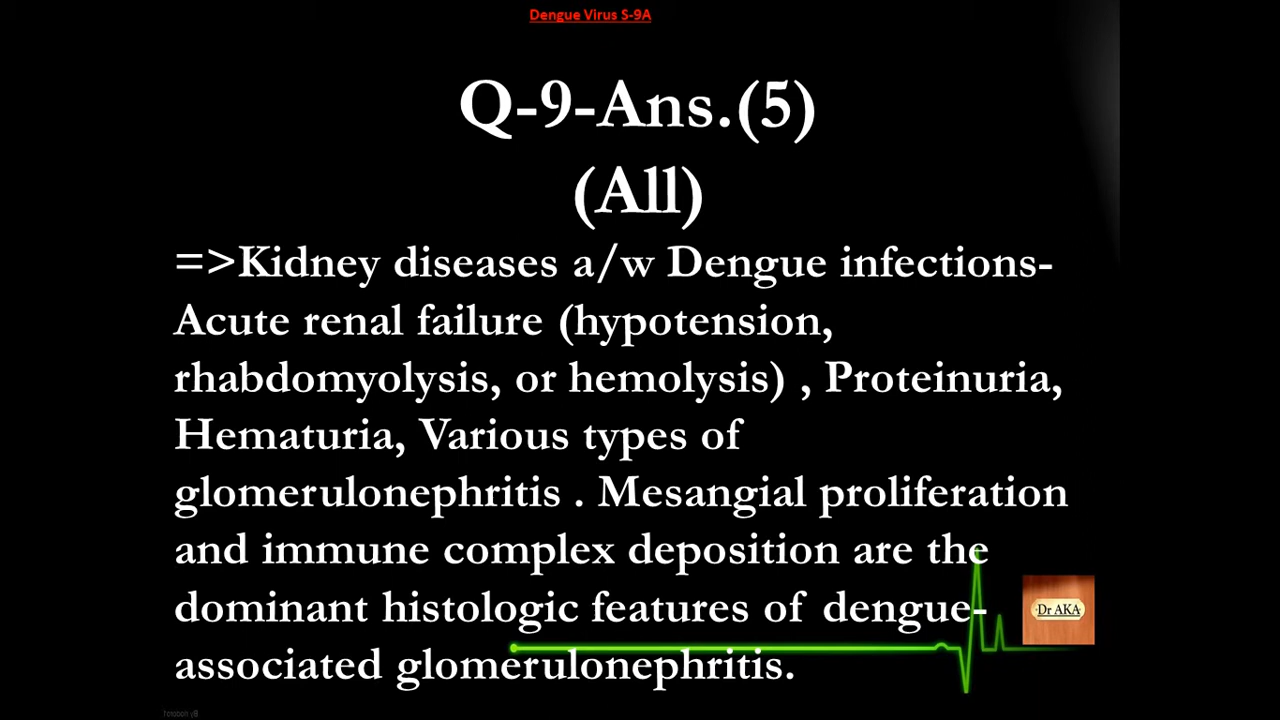 Dengue Virus S-9A
Q-9-Ans.(5)
(All)
=>Kidney diseases a/w Dengue infections-
Acute renal failure (hypotension,
rhabdomyolysis, or hemolysis) , Proteinuria,
Hematuria, Various types of
glomerulonephritis . Mesangial proliferation
and immune complex deposition are the
dominant histologic features of dengue-
associated glomerulonephritis.
Dr AKA